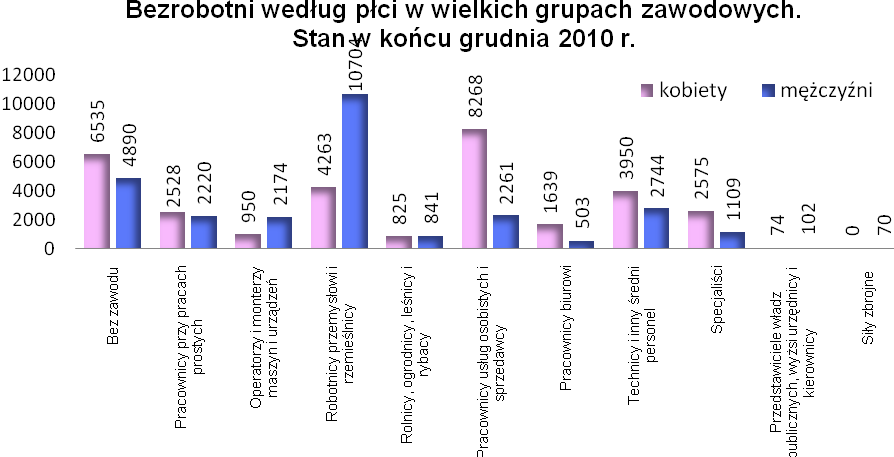 Bezrobotni według płci w wielkich grupach zawodowych.
Stan w końcu grudnia 2010 r.
kobiety
mężczyźni
12000
10000
8000
6000
4000
2000
0
6535
4890
2528
2220
950
2174
4263
10704
825
841
8268
2261
1639
503
3950
2744
2575
1109
74
102
0
70
Bez zawodu
Pracownicy przy pracach
prostych
Operatorzy i monterzy
maszyn i urządzeń
Robotnicy przemysłowi i
rzemieślnicy
Rolnicy, ogrodnicy, leśnicy i
rybacy
Pracownicy usług osobistych i
sprzedawcy
Pracownicy biurowi
Technicy i inny średni
personel
Specjaliści
Przedstawiciele władz
publicznych, wyżsi urzędnicy i
kierownicy
Siły zbrojne